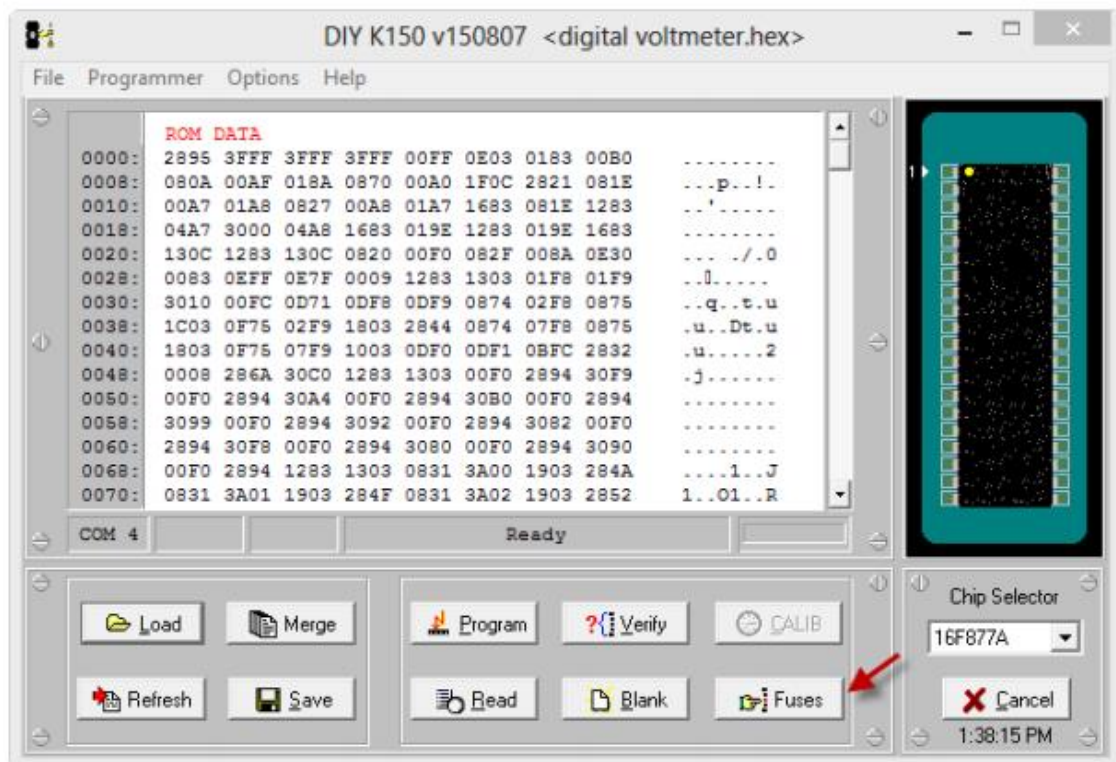 DIY K150 v150807 <digital voltmeter.hex>
File Programmer Options Help
ROM DATA
0000: 2895 3FFF 3FFF 3FFF 00FF 0E03 0183 00B0 ........
0008: 080A 00AF 018A 0870 00A0 1F0C 2821 081E ...p..!.
0010: 00A7 01A8 0827 00A8 01A7 1683 081E 1283 ..'.....
0018: 04A7 3000 04A8 1683 019E 1283 019E 1683 ........
0020: 130C 1283 130C 0820 00F0 082F 008A 0E30 ... ./.0
0028: 0083 0EFF 0E7F 0009 1283 1303 01F8 01F9 ..▯.....
0030: 3010 00FC 0D71 0DF8 0DF9 0874 02F8 0875 ..q..t.u
0038: 1C03 0F75 02F9 1803 2844 0874 07F8 0875 .u..Dt.u
0040: 1803 0F75 07F9 1003 0DF0 0DF1 0BFC 2832 .u.....2
0048: 0008 286A 30C0 1283 1303 00F0 2894 30F9 .j......
0050: 00F0 2894 30A4 00F0 2894 30B0 00F0 2894 ........
0058: 3099 00F0 2894 3092 00F0 2894 3082 00F0 ........
0060: 2894 30F8 00F0 2894 3080 00F0 2894 3090 ........
0068: 00F0 2894 1283 1303 0831 3A00 1903 284A ....1..J
0070: 0831 3A01 1903 284F 0831 3A02 1903 2852 1..O1..R
1
COM 4 Ready
Load Merge Program ?{ Verify CALIB
Refresh Save Read Blank Fuses
Chip Selector
16F877A
Cancel
1:38:15 PM